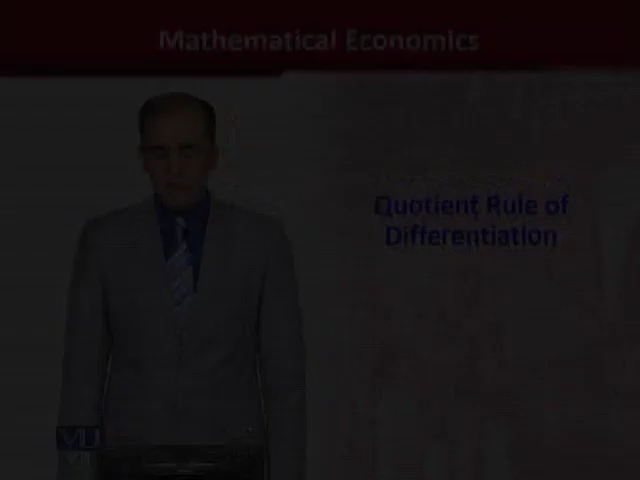 Mathematical Economics
Quotient Rule of
Differentiation
VU